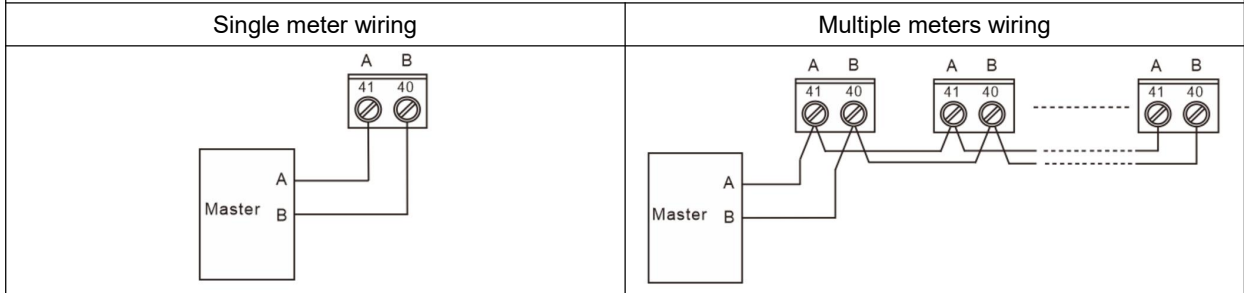 Single meter wiring
Multiple meters wiring
A B
41 40
A
Master
B
A B
41 40
A B
41 40
A B
41 40
A
Master
B